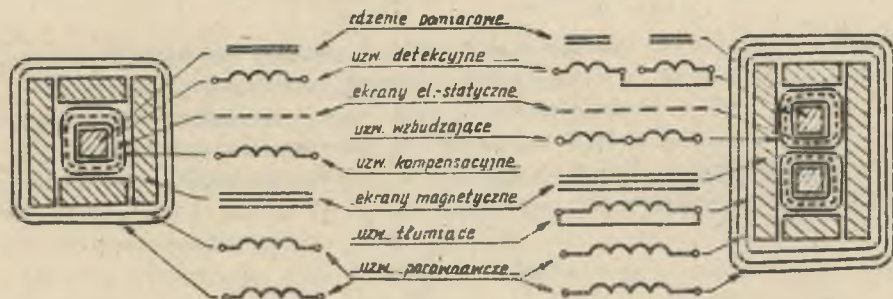 rdzenie pomiarowe
uzw. detekcyjne
ekrany el.-statyczne
uzw. wzbudzające
uzw. kompensacyjne
ekrany magnetyczne
uzw. tłumiące
uzw. porównawcze